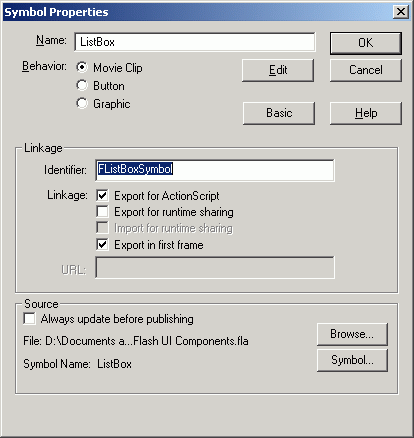 Symbol Properties
Name: ListBox OK
Behavior: Movie Clip Edit Cancel
Button
Graphic Basic Help
Linkage
Identifier: FListBoxSymbol
Linkage: Export for ActionScript
Export for runtime sharing
Import for runtime sharing
Export in first frame
URL:
Source
Always update before publishing
File: D:\Documents a...Flash UI Components.fla Browse...
Symbol Name: ListBox Symbol...